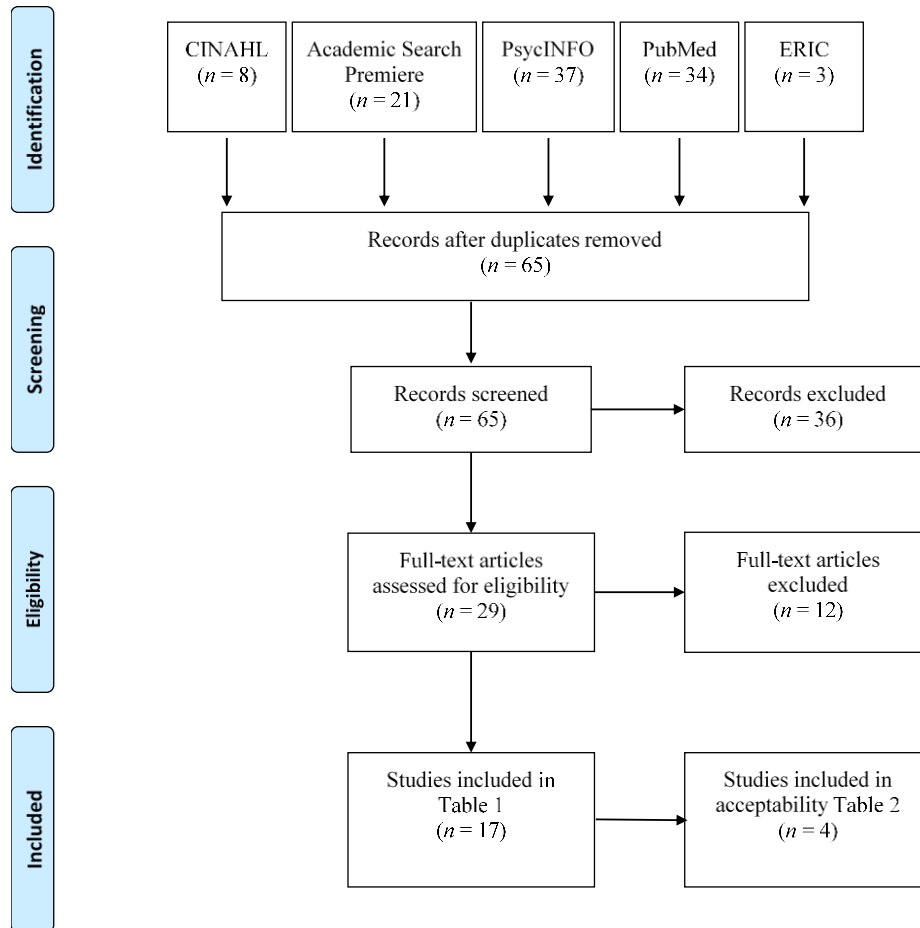 Identification
CINAHL
(n = 8)
Academic Search
Premiere
(n = 21)
PsycINFO
(n = 37)
PubMed
(n = 34)
ERIC
(n = 3)
Records after duplicates removed
(n = 65)
Screening
Records screened
(n = 65)
Records excluded
(n = 36)
Eligibility
Full-text articles
assessed for eligibility
(n = 29)
Full-text articles
excluded
(n = 12)
Included
Studies included in
Table 1
(n = 17)
Studies included in
acceptability Table 2
(n = 4)